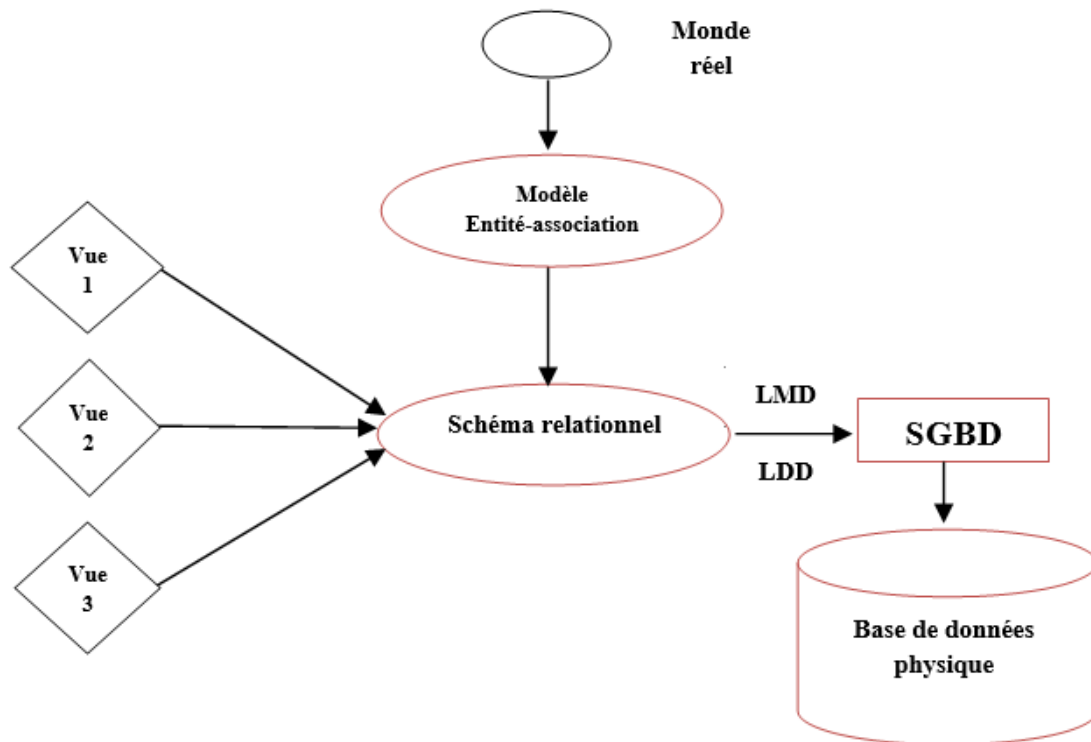 Monde
réel
Modèle
Entité-association
Vue
1
Vue
2
Vue
3
Schéma relationnel
LMD
LDD
SGBD
Base de données
physique